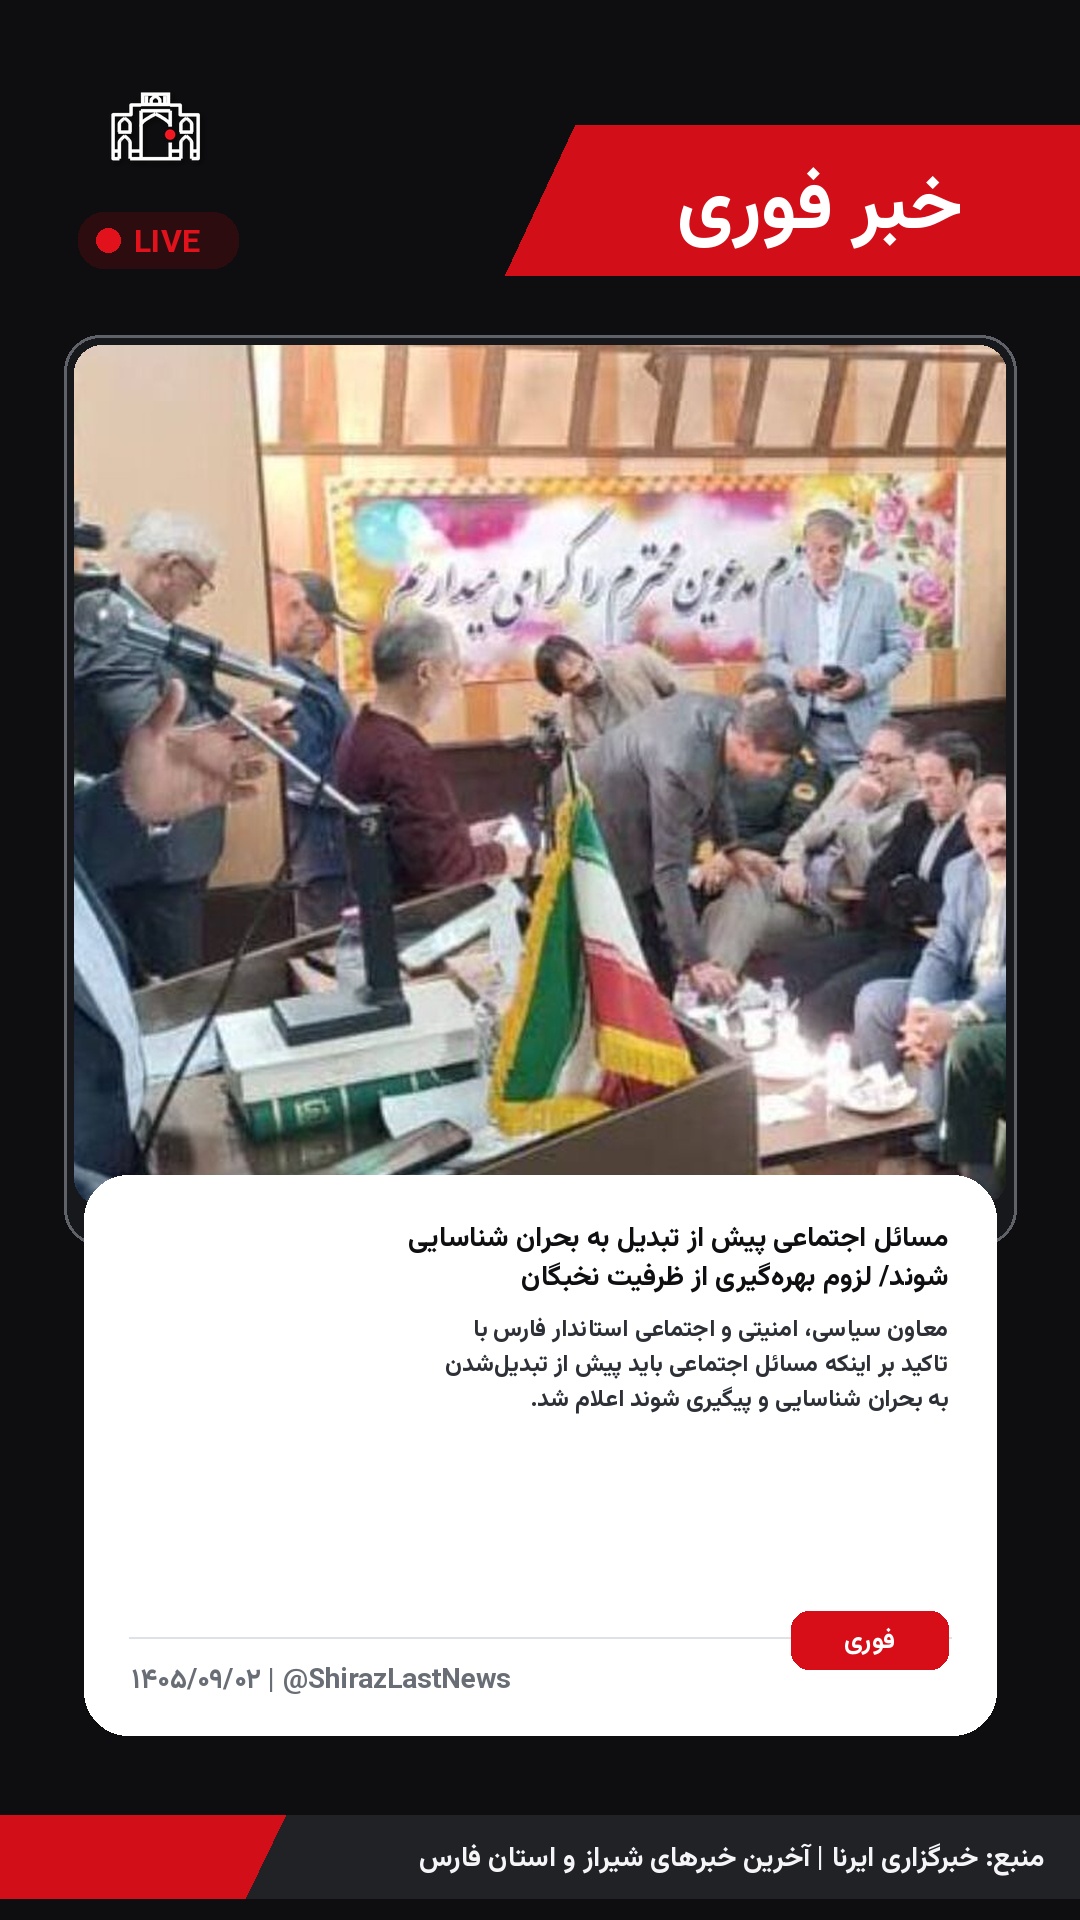 خبر فوری
LIVE
مدعوین محترم را گرامی میداریم
مسائل اجتماعی پیش از تبدیل به بحران شناسایی
شوند/ لزوم بهره‌گیری از ظرفیت نخبگان
معاون سیاسی، امنیتی و اجتماعی استاندار فارس با
تاکید بر اینکه مسائل اجتماعی باید پیش از تبدیل‌شدن
به بحران شناسایی و پیگیری شوند اعلام شد.
فوری
۱۴۰۵/۰۹/۰۲ | @ShirazLastNews
منبع: خبرگزاری ایرنا | آخرین خبرهای شیراز و استان فارس